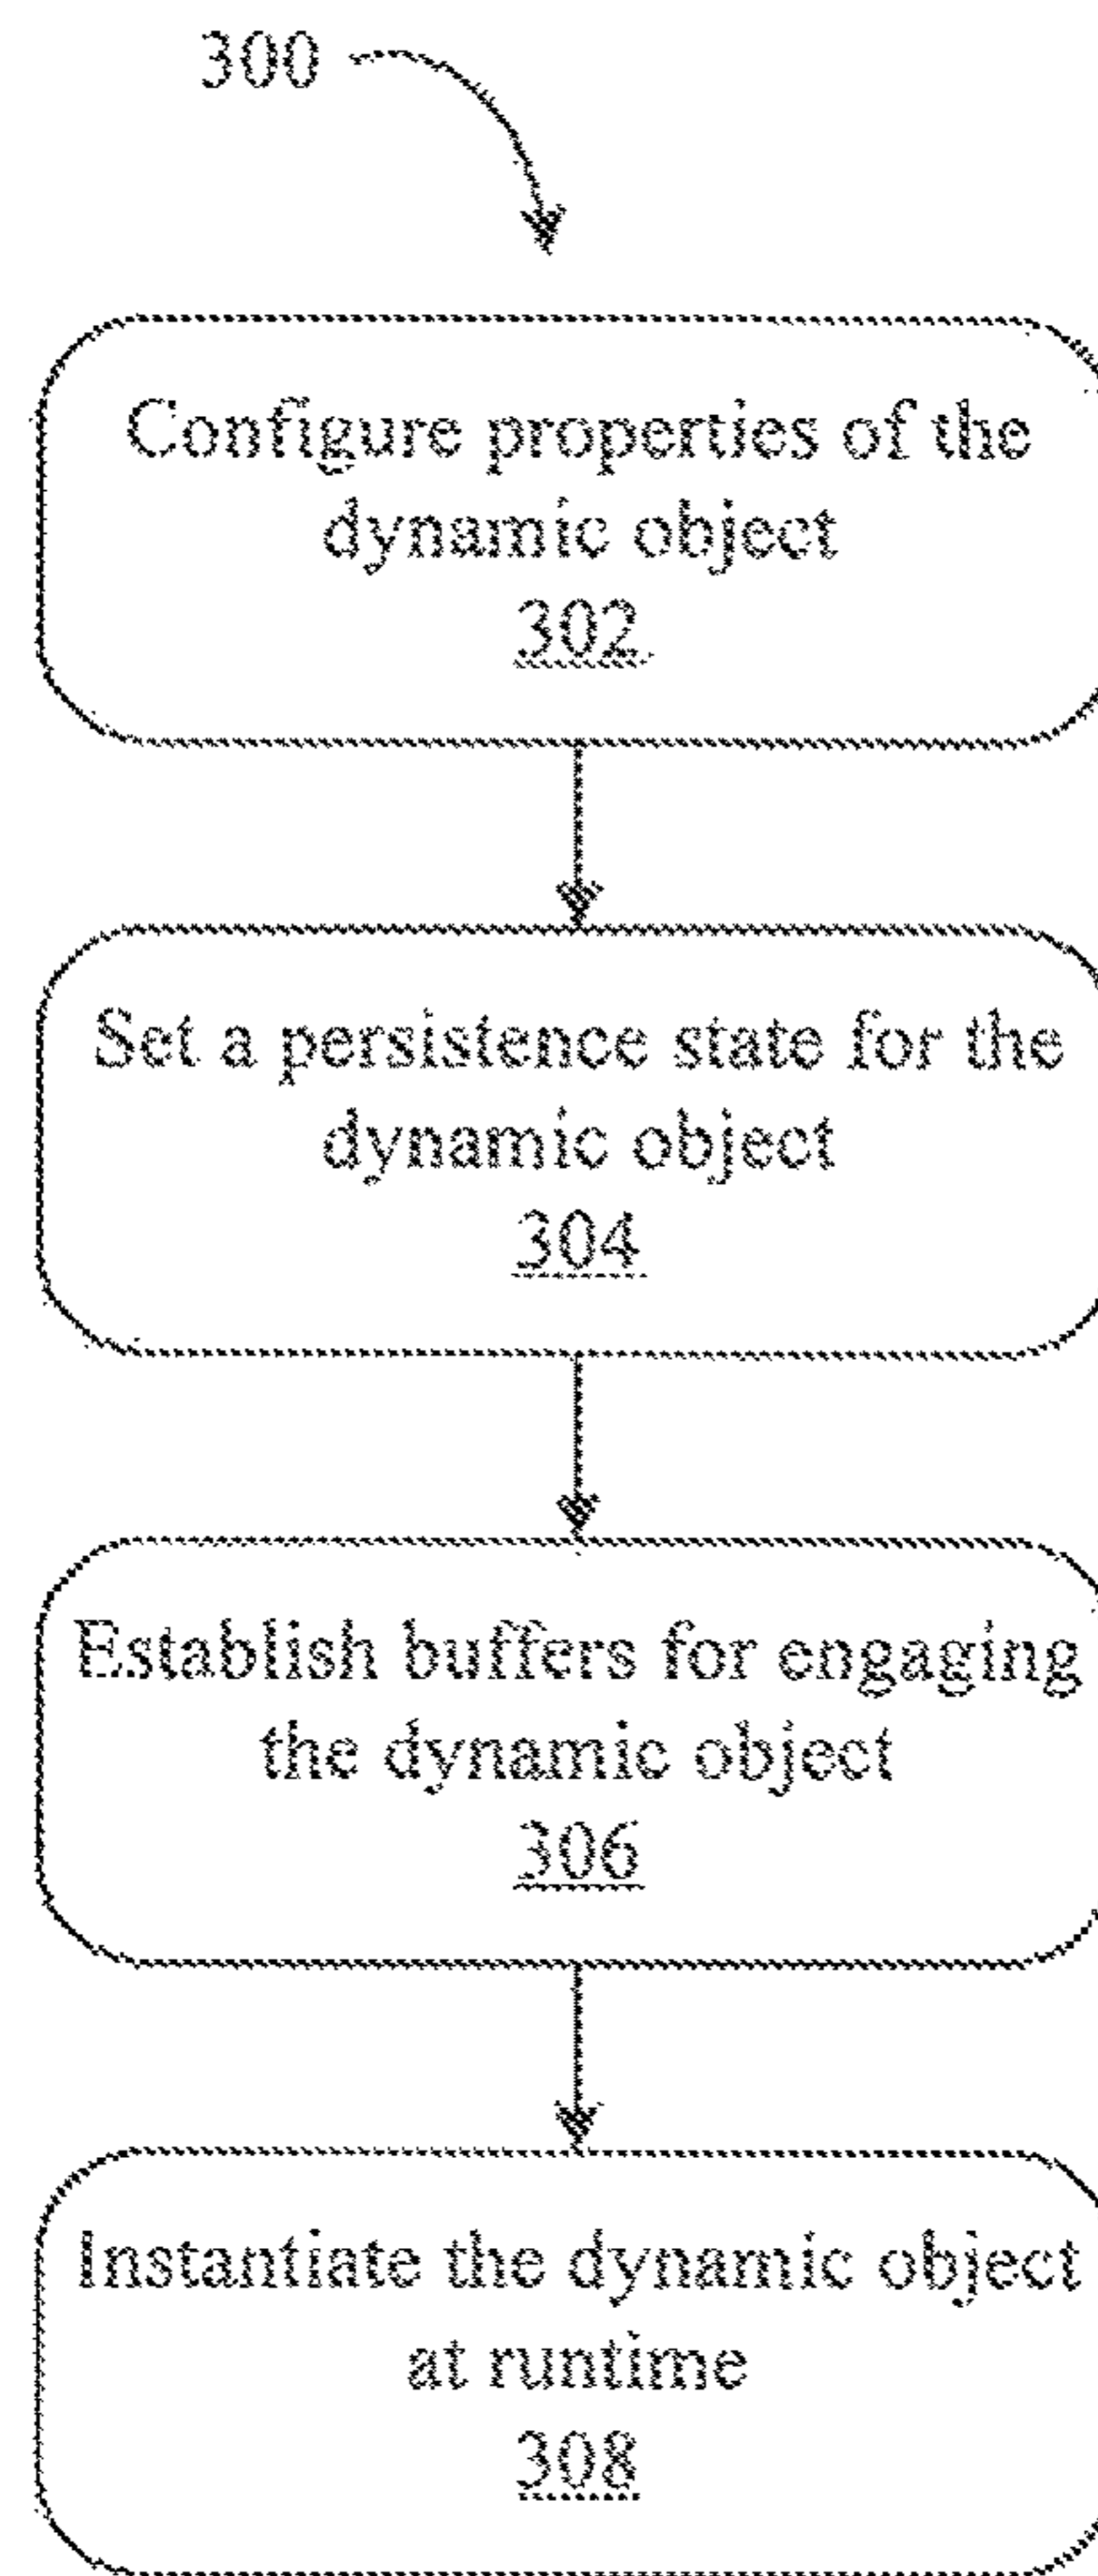 300
Configure properties of the
dynamic object
302
Set a persistence state for the
dynamic object
304
Establish buffers for engaging
the dynamic object
306
Instantiate the dynamic object
at runtime
308